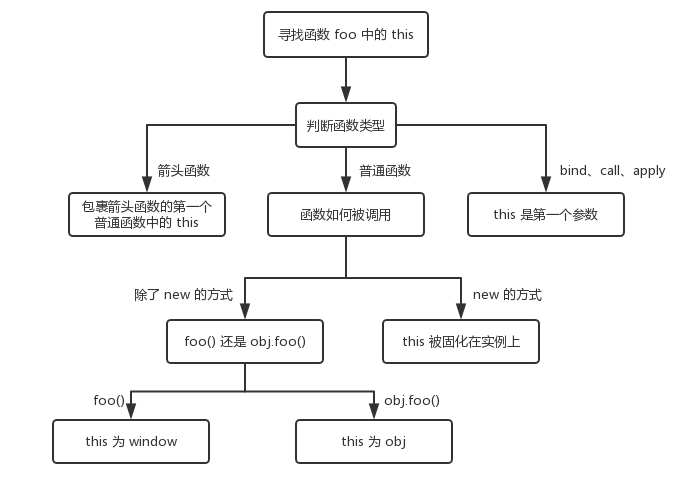 寻找函数 foo 中的 this
判断函数类型
箭头函数
普通函数
bind、call、apply
包裹箭头函数的第一个
普通函数中的 this
函数如何被调用
this 是第一个参数
除了 new 的方式
new 的方式
foo() 还是 obj.foo()
this 被固化在实例上
foo()
obj.foo()
this 为 window
this 为 obj